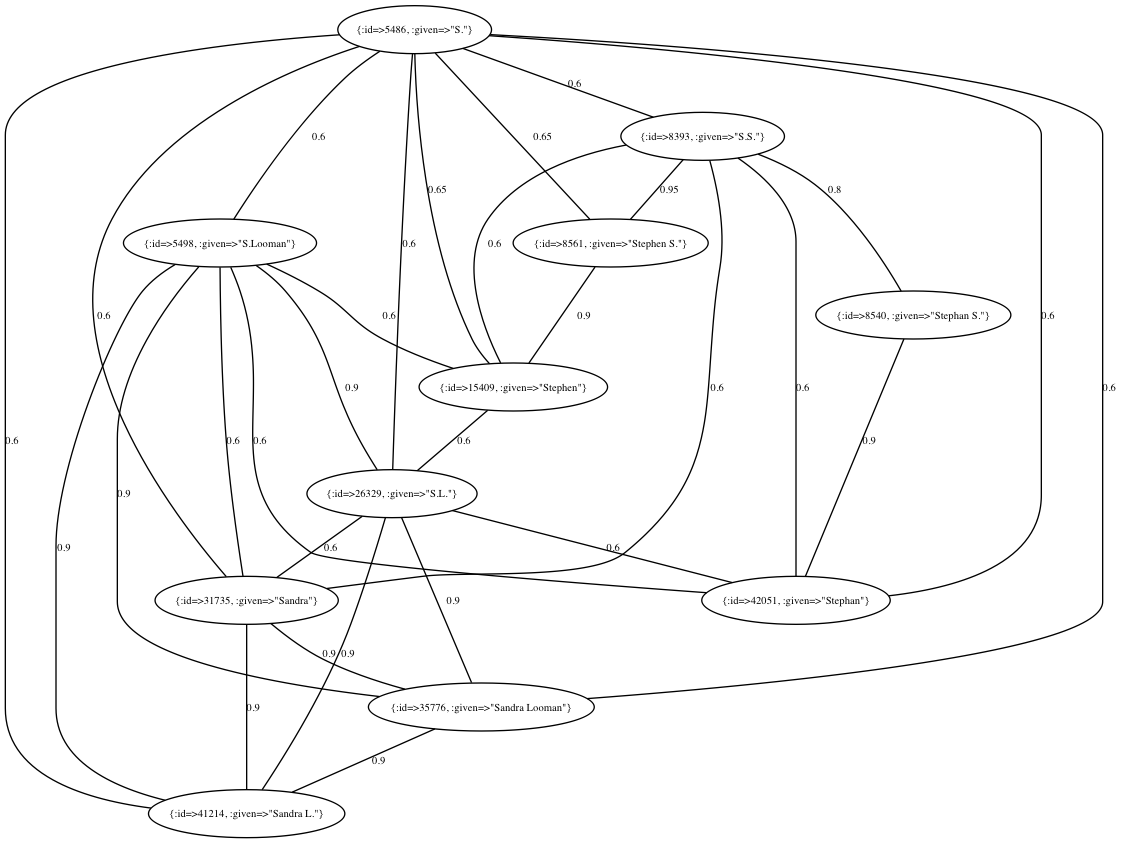 {:id=>5486, :given=>"S."}
0.6
{:id=>8393, :given=>"S.S."}
0.6
0.65
0.65
0.95
0.8
{:id=>5498, :given=>"S.Looman"}
0.6
0.6
{:id=>8561, :given=>"Stephen S."}
0.6
0.6
0.9
{:id=>8540, :given=>"Stephan S."}
0.6
0.9
{:id=>15409, :given=>"Stephen"}
0.6
0.6
0.6
0.6
0.6
0.6
0.6
0.9
0.9
{:id=>26329, :given=>"S.L."}
0.9
0.6
0.6
{:id=>31735, :given=>"Sandra"}
0.9
{:id=>42051, :given=>"Stephan"}
0.9
0.9
0.9
{:id=>35776, :given=>"Sandra Looman"}
0.9
{:id=>41214, :given=>"Sandra L."}